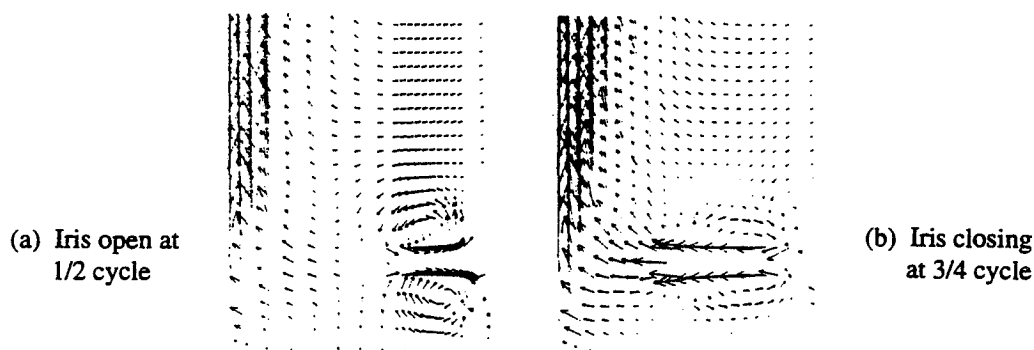 (a) Iris open at
1/2 cycle
(b) Iris closing
at 3/4 cycle